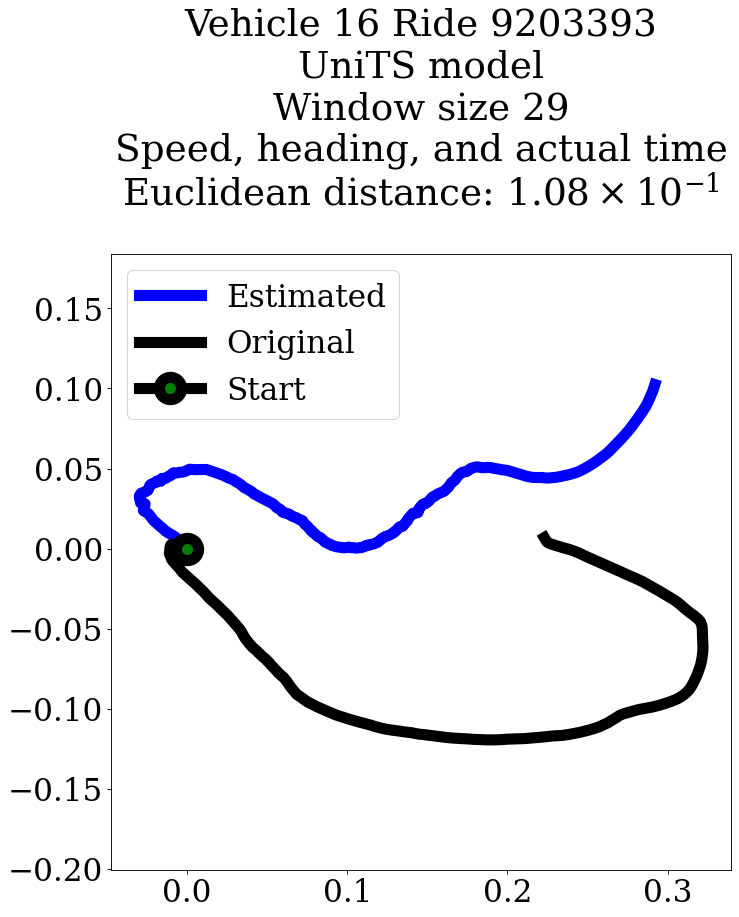 Vehicle 16 Ride 9203393
UniTS model
Window size 29
Speed, heading, and actual time
Euclidean distance: 1.08 × 10⁻¹
Estimated
Original
Start
0.15
0.10
0.05
0.00
−0.05
−0.10
−0.15
−0.20
0.0 0.1 0.2 0.3